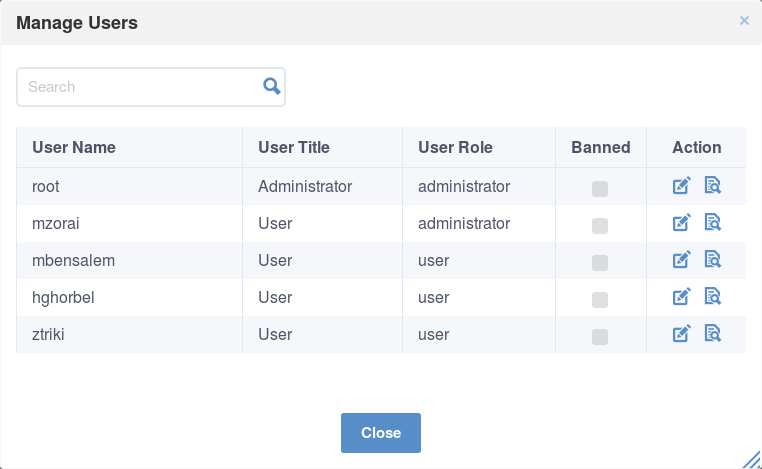 Manage Users
×
Search
User Name User Title User Role Banned Action
root Administrator administrator
mzorai User administrator
mbensalem User user
hghorbel User user
ztriki User user
Close